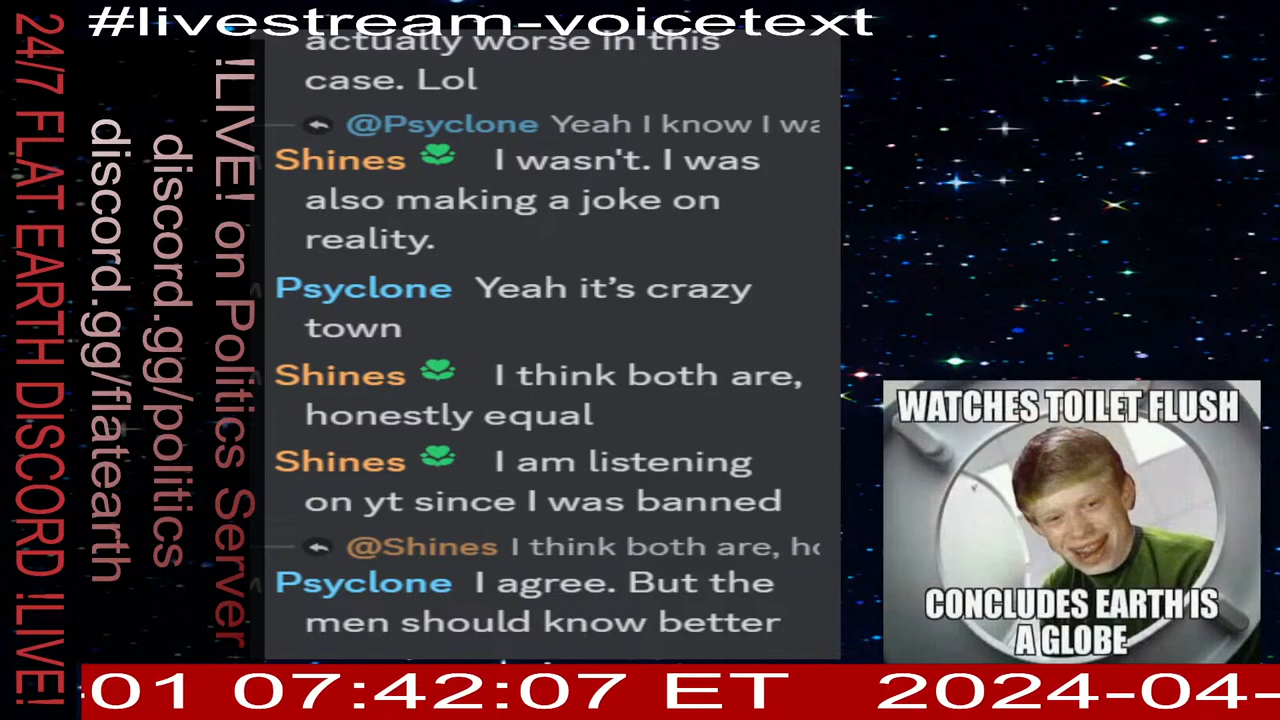 #livestream-voicetext
24/7 FLAT EARTH DISCORD !LIVE!
discord.gg/flatearth
discord.gg/politics
!LIVE! on Politics Server
actually worse in this
case. Lol
@Psyclone Yeah I know I wa
Shines I wasn't. I was
also making a joke on
reality.
Psyclone Yeah it’s crazy
town
Shines I think both are,
honestly equal
Shines I am listening
on yt since I was banned
@Shines I think both are, ho
Psyclone I agree. But the
men should know better
WATCHES TOILET FLUSH
CONCLUDES EARTH IS
A GLOBE
-01 07:42:07 ET 2024-04-